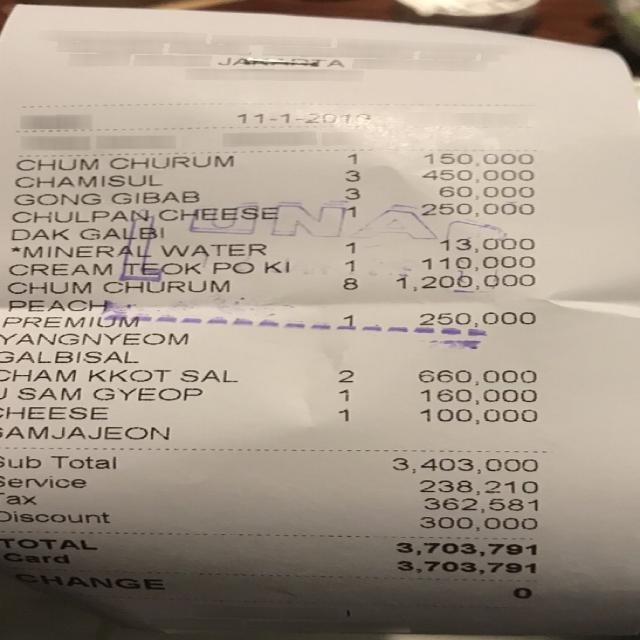 11-1-2019
CHUM CHURUM 1 150,000
CHAMISUL 3 450,000
GONG GIBAB 3 60,000
CHULPAN CHEESE 1 250,000
DAK GALBI
*MINERAL WATER 1 13,000
CREAM TEOK PO KI 1 110,000
CHUM CHURUM 8 1,200,000
PEACH
PREMIUM 1 250,000
YANGNYEOM
GALBISAL
CHAM KKOT SAL 2 660,000
U SAM GYEOP 1 160,000
CHEESE 1 100,000
GAMJAJEON
Sub Total 3,403,000
Service 238,210
Tax 362,581
Discount 300,000
TOTAL 3,703,791
Card 3,703,791
CHANGE 0